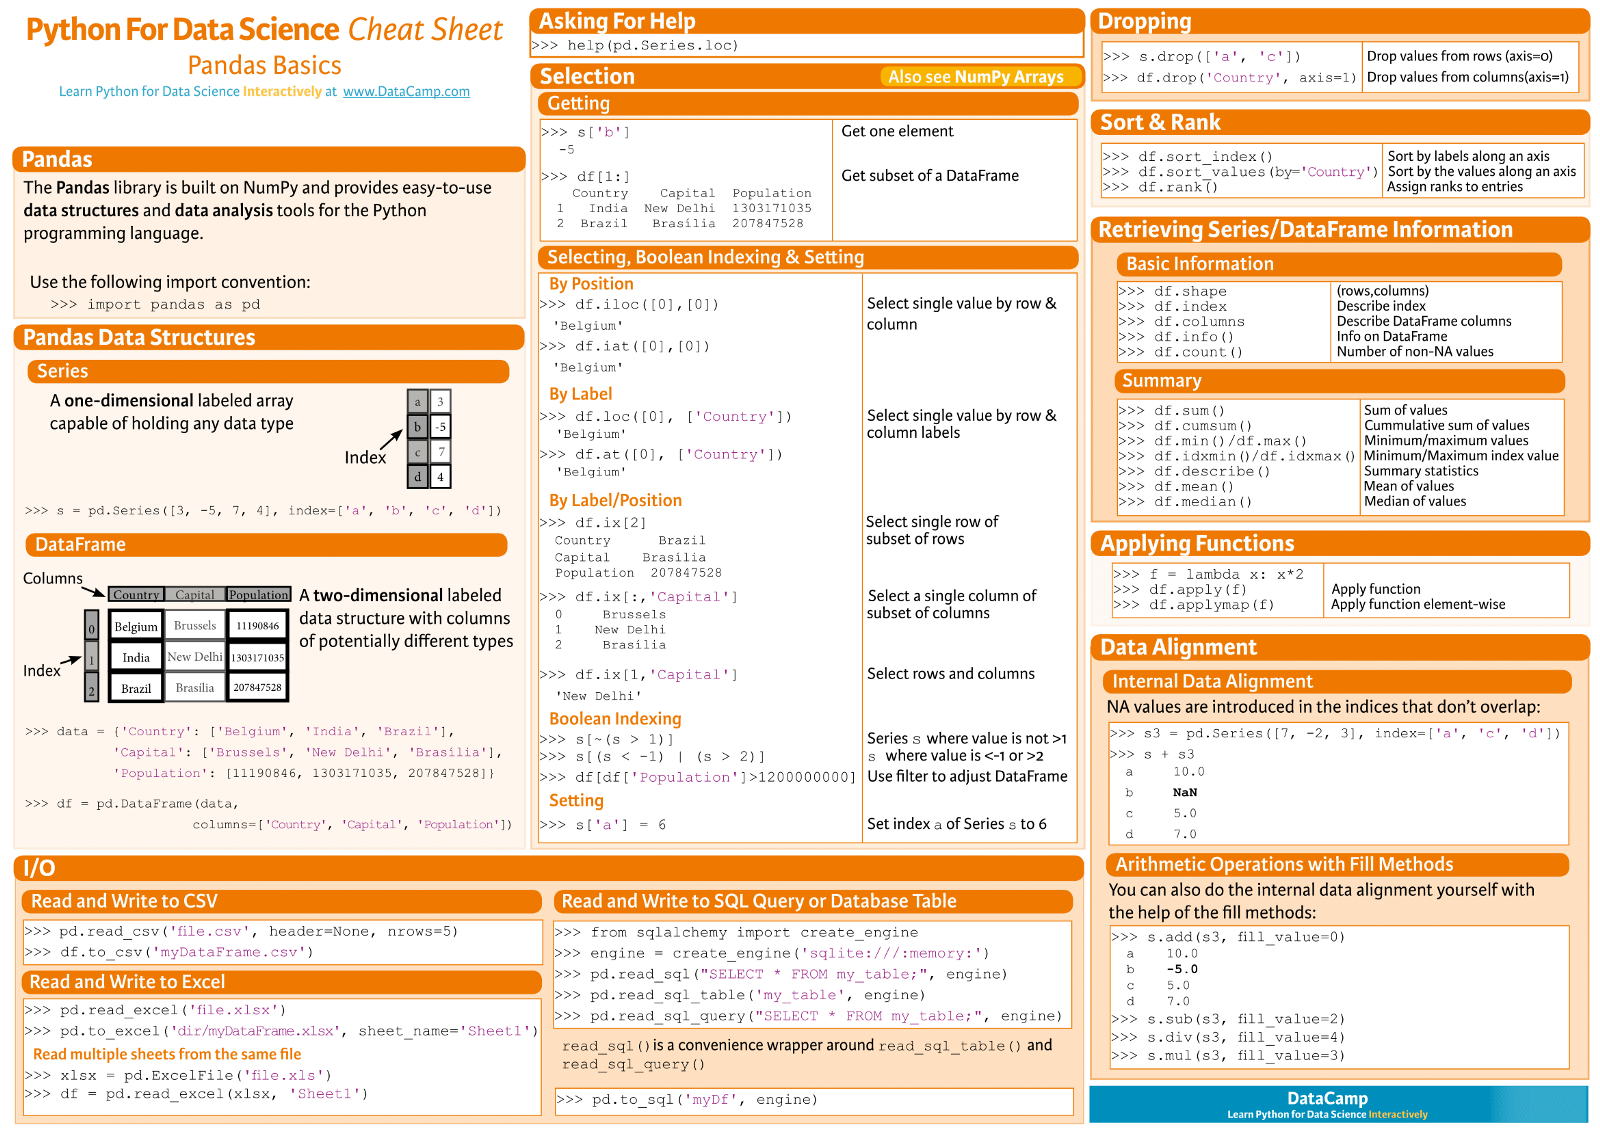 Python For Data Science Cheat Sheet
Pandas Basics
Learn Python for Data Science Interactively at www.DataCamp.com
Pandas
The Pandas library is built on NumPy and provides easy-to-use
data structures and data analysis tools for the Python
programming language.
Use the following import convention:
>>> import pandas as pd
Pandas Data Structures
Series
A one-dimensional labeled array
capable of holding any data type
Index
a 3
b -5
c 7
d 4
>>> s = pd.Series([3, -5, 7, 4], index=['a', 'b', 'c', 'd'])
DataFrame
Columns
Country Capital Population
0 Belgium Brussels 11190846
1 India New Delhi 1303171035
2 Brazil Brasilia 207847528
Index
A two-dimensional labeled
data structure with columns
of potentially different types
>>> data = {'Country': ['Belgium', 'India', 'Brazil'],
'Capital': ['Brussels', 'New Delhi', 'Brasilia'],
'Population': [11190846, 1303171035, 207847528]}
>>> df = pd.DataFrame(data,
columns=['Country', 'Capital', 'Population'])
Asking For Help
>>> help(pd.Series.loc)
Selection
Also see NumPy Arrays
Getting
>>> s['b'] Get one element
-5
>>> df[1:] Get subset of a DataFrame
Country Capital Population
1 India New Delhi 1303171035
2 Brazil Brasilia 207847528
Selecting, Boolean Indexing & Setting
By Position
>>> df.iloc([0],[0]) Select single value by row &
'Belgium' column
>>> df.iat([0],[0])
'Belgium'
By Label
>>> df.loc([0], ['Country']) Select single value by row &
'Belgium' column labels
>>> df.at([0], ['Country'])
'Belgium'
By Label/Position
>>> df.ix[2] Select single row of
Country Brazil subset of rows
Capital Brasilia
Population 207847528
>>> df.ix[:,'Capital'] Select a single column of
0 Brussels subset of columns
1 New Delhi
2 Brasilia
>>> df.ix[1,'Capital'] Select rows and columns
'New Delhi'
Boolean Indexing
>>> s[~(s > 1)] Series s where value is not >1
>>> s[(s < -1) | (s > 2)] s where value is <-1 or >2
>>> df[df['Population']>1200000000] Use filter to adjust DataFrame
Setting
>>> s['a'] = 6 Set index a of Series s to 6
I/O
Read and Write to CSV
>>> pd.read_csv('file.csv', header=None, nrows=5)
>>> df.to_csv('myDataFrame.csv')
Read and Write to Excel
>>> pd.read_excel('file.xlsx')
>>> pd.to_excel('dir/myDataFrame.xlsx', sheet_name='Sheet1')
Read multiple sheets from the same file
>>> xlsx = pd.ExcelFile('file.xls')
>>> df = pd.read_excel(xlsx, 'Sheet1')
Read and Write to SQL Query or Database Table
>>> from sqlalchemy import create_engine
>>> engine = create_engine('sqlite:///:memory:')
>>> pd.read_sql("SELECT * FROM my_table;", engine)
>>> pd.read_sql_table('my_table', engine)
>>> pd.read_sql_query("SELECT * FROM my_table;", engine)
read_sql() is a convenience wrapper around read_sql_table() and
read_sql_query()
>>> pd.to_sql('myDf', engine)
Dropping
>>> s.drop(['a', 'c']) Drop values from rows (axis=0)
>>> df.drop('Country', axis=1) Drop values from columns(axis=1)
Sort & Rank
>>> df.sort_index() Sort by labels along an axis
>>> df.sort_values(by='Country') Sort by the values along an axis
>>> df.rank() Assign ranks to entries
Retrieving Series/DataFrame Information
Basic Information
>>> df.shape (rows,columns)
>>> df.index Describe index
>>> df.columns Describe DataFrame columns
>>> df.info() Info on DataFrame
>>> df.count() Number of non-NA values
Summary
>>> df.sum() Sum of values
>>> df.cumsum() Cummulative sum of values
>>> df.min()/df.max() Minimum/maximum values
>>> df.idxmin()/df.idxmax() Minimum/Maximum index value
>>> df.describe() Summary statistics
>>> df.mean() Mean of values
>>> df.median() Median of values
Applying Functions
>>> f = lambda x: x*2
>>> df.apply(f) Apply function
>>> df.applymap(f) Apply function element-wise
Data Alignment
Internal Data Alignment
NA values are introduced in the indices that don't overlap:
>>> s3 = pd.Series([7, -2, 3], index=['a', 'c', 'd'])
>>> s + s3
a 10.0
b NaN
c 5.0
d 7.0
Arithmetic Operations with Fill Methods
You can also do the internal data alignment yourself with
the help of the fill methods:
>>> s.add(s3, fill_value=0)
a 10.0
b -5.0
c 5.0
d 7.0
>>> s.sub(s3, fill_value=2)
>>> s.div(s3, fill_value=4)
>>> s.mul(s3, fill_value=3)
DataCamp
Learn Python for Data Science Interactively